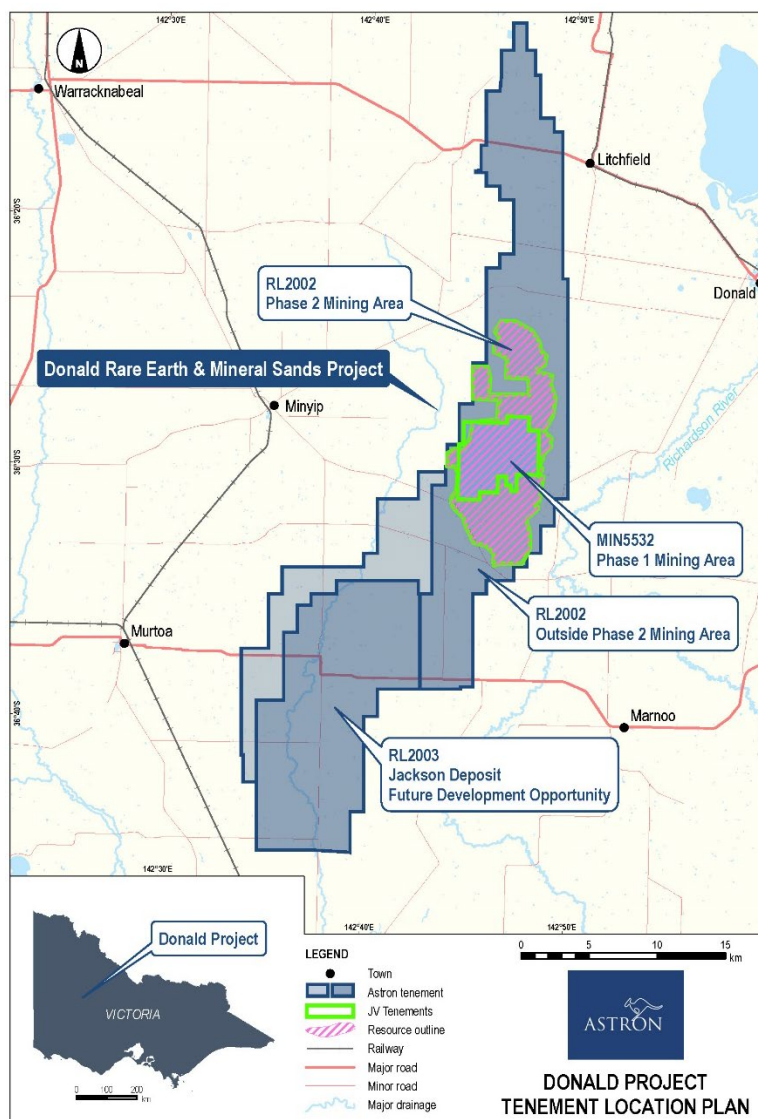 142°30'E
142°40'E
142°50'E
N
Warracknabeal
Litchfield
36°20'S
Donald
RL2002
Phase 2 Mining Area
Donald Rare Earth & Mineral Sands Project
Minyip
Richardson River
36°30'S
MIN5532
Phase 1 Mining Area
RL2002
Outside Phase 2 Mining Area
Murtoa
36°40'S
Marnoo
RL2003
Jackson Deposit
Future Development Opportunity
142°30'E
142°40'E
142°50'E
Donald Project
VICTORIA
0 100 200
km
LEGEND
Town
Astron tenement
JV Tenements
Resource outline
Railway
Major road
Minor road
Major drainage
0 5 10 15
km
ASTRON
DONALD PROJECT
TENEMENT LOCATION PLAN